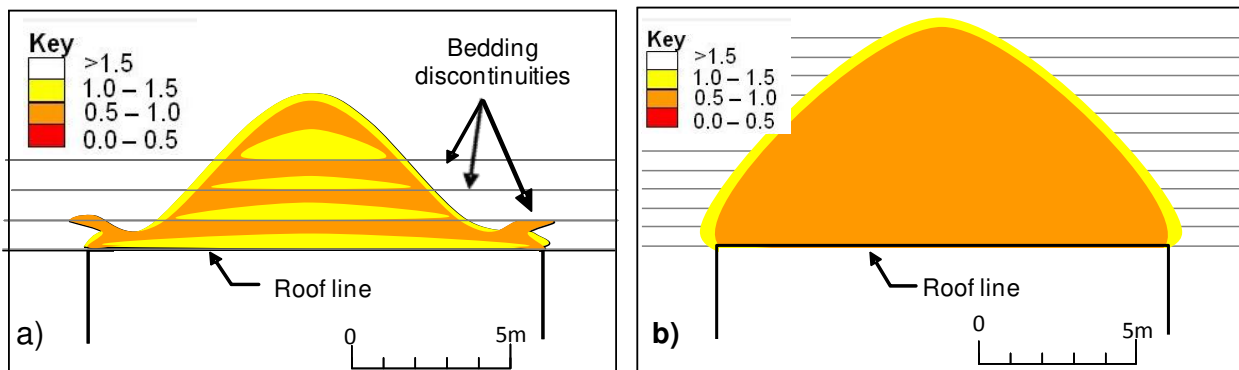 Key
>1.5
1.0 – 1.5
0.5 – 1.0
0.0 – 0.5
Bedding
discontinuities
Roof line
a)
0
5m
Key
>1.5
1.0 – 1.5
0.5 – 1.0
0.0 – 0.5
Roof line
b)
0
5m